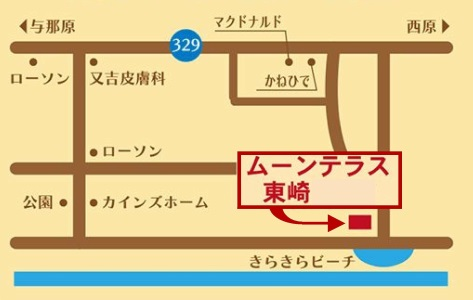 与那原
マクドナルド
西原
329
ローソン
又吉皮膚科
かねひで
ローソン
ムーンテラス
東崎
公園
カインズホーム
きらきらビーチ